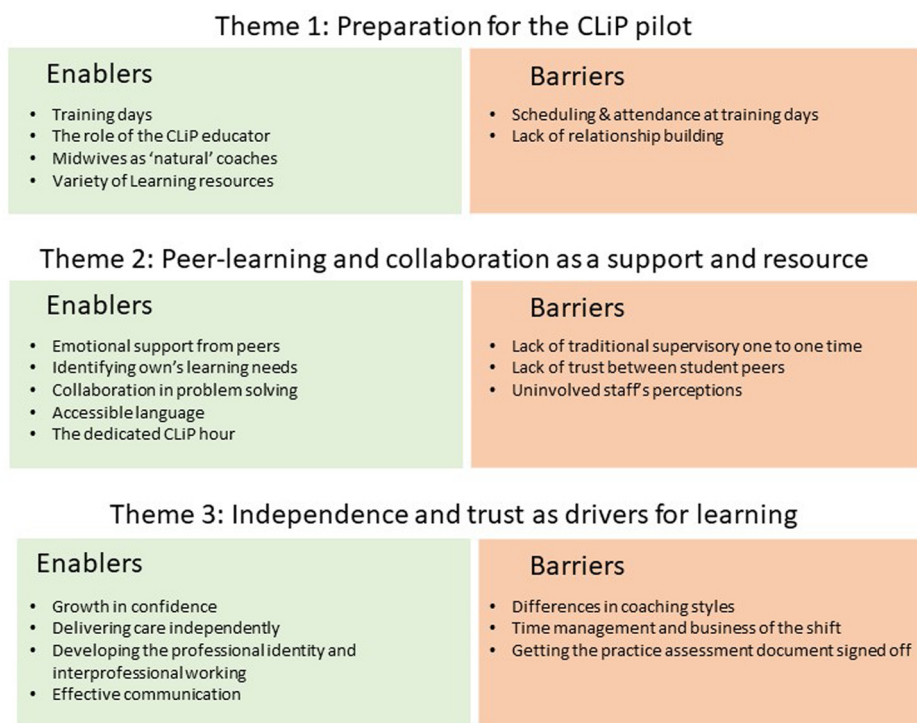 Theme 1: Preparation for the CLiP pilot
Enablers
• Training days
• The role of the CLiP educator
• Midwives as ‘natural’ coaches
• Variety of Learning resources
Barriers
• Scheduling & attendance at training days
• Lack of relationship building
Theme 2: Peer-learning and collaboration as a support and resource
Enablers
• Emotional support from peers
• Identifying own’s learning needs
• Collaboration in problem solving
• Accessible language
• The dedicated CLiP hour
Barriers
• Lack of traditional supervisory one to one time
• Lack of trust between student peers
• Uninvolved staff’s perceptions
Theme 3: Independence and trust as drivers for learning
Enablers
• Growth in confidence
• Delivering care independently
• Developing the professional identity and
interprofessional working
• Effective communication
Barriers
• Differences in coaching styles
• Time management and business of the shift
• Getting the practice assessment document signed off